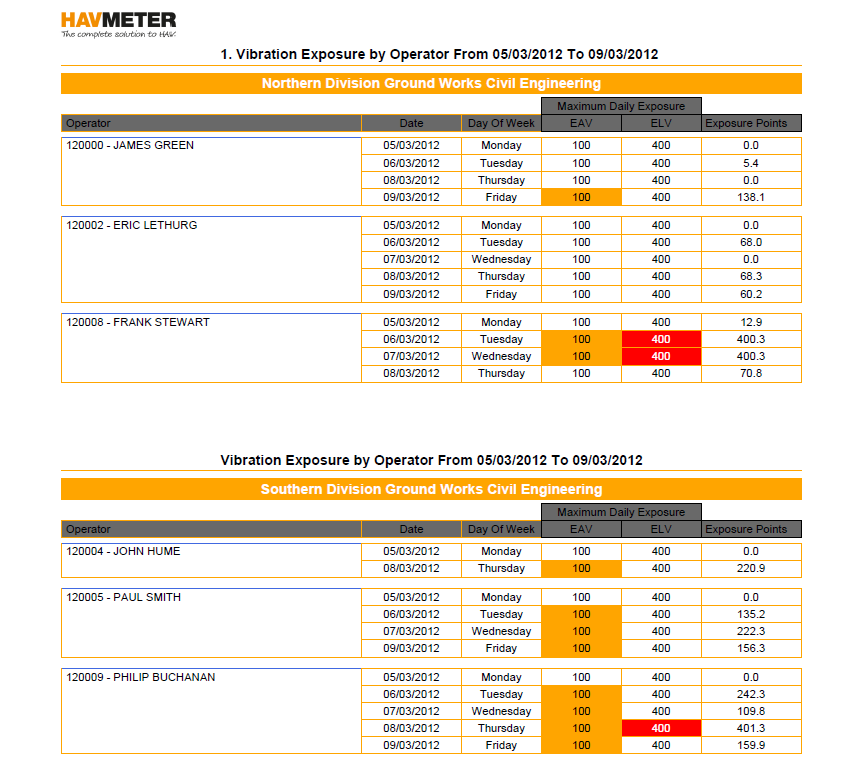 HAVMETER
The complete solution to HAV.
1. Vibration Exposure by Operator From 05/03/2012 To 09/03/2012
Northern Division Ground Works Civil Engineering
Maximum Daily Exposure
Operator Date Day Of Week EAV ELV Exposure Points
120000 - JAMES GREEN 05/03/2012 Monday 100 400 0.0
06/03/2012 Tuesday 100 400 5.4
08/03/2012 Thursday 100 400 0.0
09/03/2012 Friday 100 400 138.1
120002 - ERIC LETHURG 05/03/2012 Monday 100 400 0.0
06/03/2012 Tuesday 100 400 68.0
07/03/2012 Wednesday 100 400 0.0
08/03/2012 Thursday 100 400 68.3
09/03/2012 Friday 100 400 60.2
120008 - FRANK STEWART 05/03/2012 Monday 100 400 12.9
06/03/2012 Tuesday 100 400 400.3
07/03/2012 Wednesday 100 400 400.3
08/03/2012 Thursday 100 400 70.8
Vibration Exposure by Operator From 05/03/2012 To 09/03/2012
Southern Division Ground Works Civil Engineering
Maximum Daily Exposure
Operator Date Day Of Week EAV ELV Exposure Points
120004 - JOHN HUME 05/03/2012 Monday 100 400 0.0
08/03/2012 Thursday 100 400 220.9
120005 - PAUL SMITH 05/03/2012 Monday 100 400 0.0
06/03/2012 Tuesday 100 400 135.2
07/03/2012 Wednesday 100 400 222.3
09/03/2012 Friday 100 400 156.3
120009 - PHILIP BUCHANAN 05/03/2012 Monday 100 400 0.0
06/03/2012 Tuesday 100 400 242.3
07/03/2012 Wednesday 100 400 109.8
08/03/2012 Thursday 100 400 401.3
09/03/2012 Friday 100 400 159.9